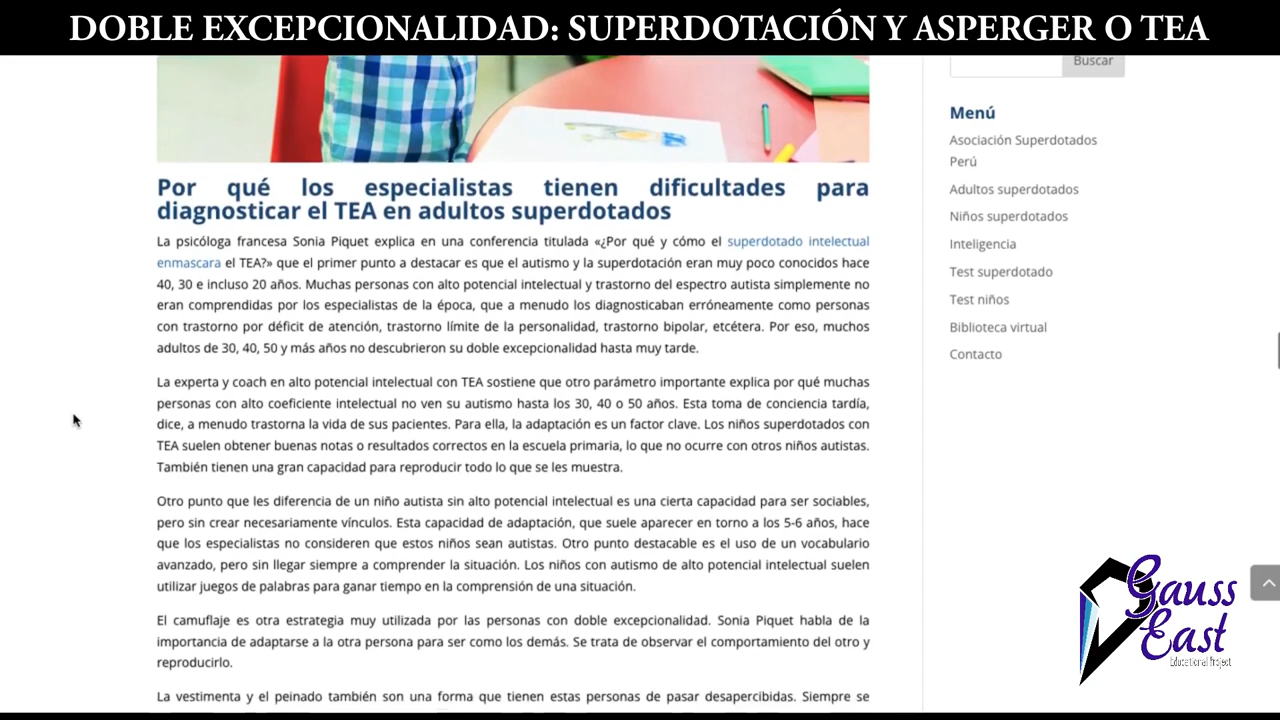 DOBLE EXCEPCIONALIDAD: SUPERDOTACIÓN Y ASPERGER O TEA
Buscar
Menú
Asociación Superdotados
Perú
Adultos superdotados
Niños superdotados
Inteligencia
Test superdotado
Test niños
Biblioteca virtual
Contacto
Por qué los especialistas tienen dificultades para
diagnosticar el TEA en adultos superdotados
La psicóloga francesa Sonia Piquet explica en una conferencia titulada «¿Por qué y cómo el superdotado intelectual
enmascara el TEA?» que el primer punto a destacar es que el autismo y la superdotación eran muy poco conocidos hace
40, 30 e incluso 20 años. Muchas personas con alto potencial intelectual y trastorno del espectro autista simplemente no
eran comprendidas por los especialistas de la época, que a menudo los diagnosticaban erróneamente como personas
con trastorno por déficit de atención, trastorno límite de la personalidad, trastorno bipolar, etcétera. Por eso, muchos
adultos de 30, 40, 50 y más años no descubrieron su doble excepcionalidad hasta muy tarde.
La experta y coach en alto potencial intelectual con TEA sostiene que otro parámetro importante explica por qué muchas
personas con alto coeficiente intelectual no ven su autismo hasta los 30, 40 o 50 años. Esta toma de conciencia tardía,
dice, a menudo trastorna la vida de sus pacientes. Para ella, la adaptación es un factor clave. Los niños superdotados con
TEA suelen obtener buenas notas o resultados correctos en la escuela primaria, lo que no ocurre con otros niños autistas.
También tienen una gran capacidad para reproducir todo lo que se les muestra.
Otro punto que les diferencia de un niño autista sin alto potencial intelectual es una cierta capacidad para ser sociables,
pero sin crear necesariamente vínculos. Esta capacidad de adaptación, que suele aparecer en torno a los 5-6 años, hace
que los especialistas no consideren que estos niños sean autistas. Otro punto destacable es el uso de un vocabulario
avanzado, pero sin llegar siempre a comprender la situación. Los niños con autismo de alto potencial intelectual suelen
utilizar juegos de palabras para ganar tiempo en la comprensión de una situación.
El camuflaje es otra estrategia muy utilizada por las personas con doble excepcionalidad. Sonia Piquet habla de la
importancia de adaptarse a la otra persona para ser como los demás. Se trata de observar el comportamiento del otro y
reproducirlo.
La vestimenta y el peinado también son una forma que tienen estas personas de pasar desapercibidas. Siempre se
Gauss
East
Educational Project